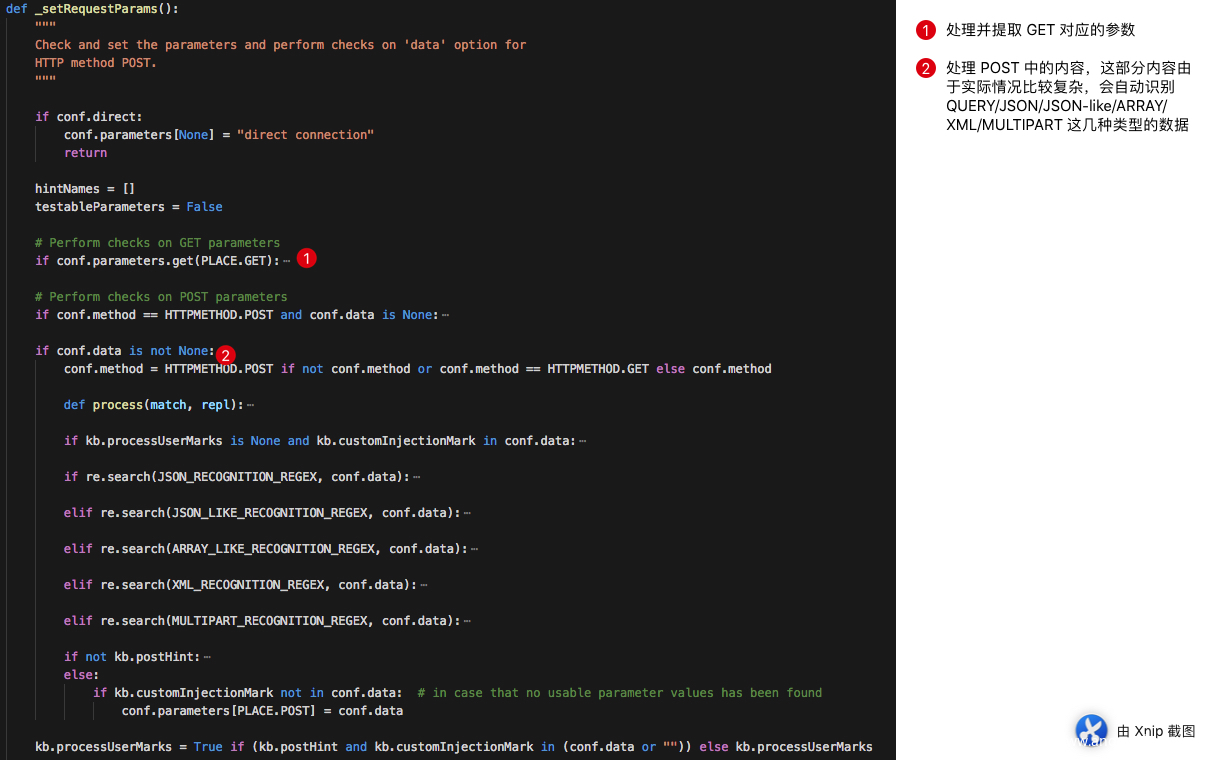 def _setRequestParams():
"""
Check and set the parameters and perform checks on 'data' option for
HTTP method POST.
"""
if conf.direct:
conf.parameters[None] = "direct connection"
return
hintNames = []
testableParameters = False
# Perform checks on GET parameters
if conf.parameters.get(PLACE.GET):⋯ 1
# Perform checks on POST parameters
if conf.method == HTTPMETHOD.POST and conf.data is None:⋯
if conf.data is not None: 2
conf.method = HTTPMETHOD.POST if not conf.method or conf.method == HTTPMETHOD.GET else conf.method
def process(match, repl):⋯
if kb.processUserMarks is None and kb.customInjectionMark in conf.data:⋯
if re.search(JSON_RECOGNITION_REGEX, conf.data):⋯
elif re.search(JSON_LIKE_RECOGNITION_REGEX, conf.data):⋯
elif re.search(ARRAY_LIKE_RECOGNITION_REGEX, conf.data):⋯
elif re.search(XML_RECOGNITION_REGEX, conf.data):⋯
elif re.search(MULTIPART_RECOGNITION_REGEX, conf.data):⋯
if not kb.postHint:⋯
else:
if kb.customInjectionMark not in conf.data:  # in case that no usable parameter values has been found
conf.parameters[PLACE.POST] = conf.data
kb.processUserMarks = True if (kb.postHint and kb.customInjectionMark in (conf.data or "")) else kb.processUserMarks
1 处理并提取 GET 对应的参数
2 处理 POST 中的内容，这部分内容由
于实际情况比较复杂，会自动识别
QUERY/JSON/JSON-like/ARRAY/
XML/MULTIPART 这几种类型的数据
由 Xnip 截图